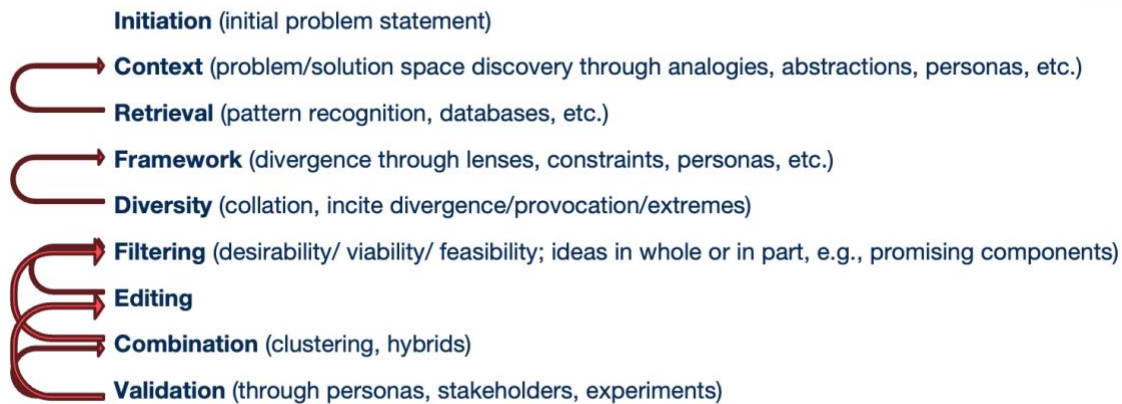 Initiation (initial problem statement)
Context (problem/solution space discovery through analogies, abstractions, personas, etc.)
Retrieval (pattern recognition, databases, etc.)
Framework (divergence through lenses, constraints, personas, etc.)
Diversity (collation, incite divergence/provocation/extremes)
Filtering (desirability/ viability/ feasibility; ideas in whole or in part, e.g., promising components)
Editing
Combination (clustering, hybrids)
Validation (through personas, stakeholders, experiments)